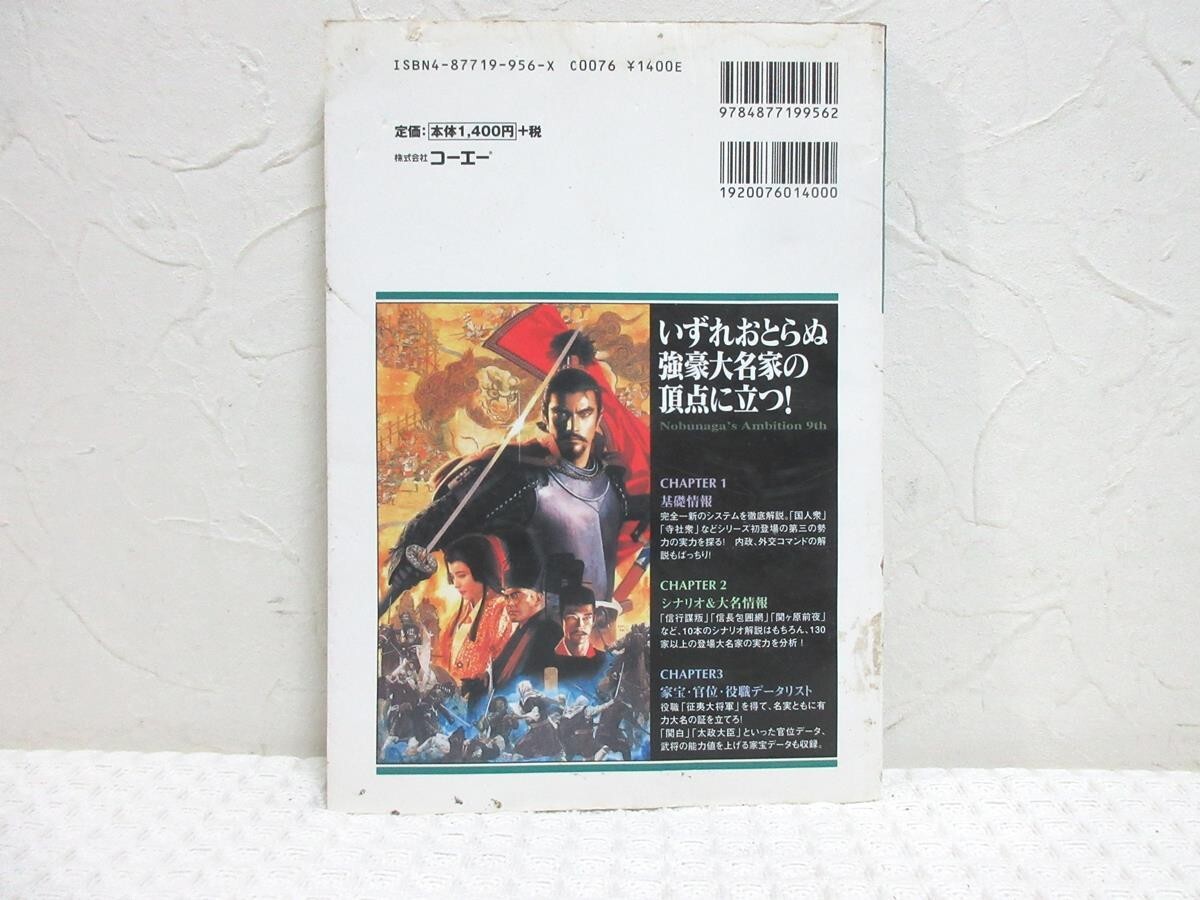 ISBN4-87719-956-X C0076 ¥1400E
9784877199562
定価：本体1,400円+税
株式会社 コーエー®
1920076014000
いずれおとらぬ
強豪大名家の
頂点に立つ！
Nobunaga's Ambition 9th
CHAPTER 1
基礎情報
完全一新のシステムを徹底解説。「国人衆」
「寺社衆」などシリーズ初登場の第三の勢
力の実力を探る！ 内政、外交コマンドの解
説もばっちり！
CHAPTER 2
シナリオ&大名情報
「信行謀叛」「信長包囲網」「関ヶ原前夜」
など、10本のシナリオ解説はもちろん、130
家以上の登場大名家の実力を分析！
CHAPTER3
家宝・官位・役職データリスト
役職「征夷大将軍」を得て、名実ともに有
力大名の証を立てろ！
「関白」「太政大臣」といった官位データ、
武将の能力値を上げる家宝データも収録。